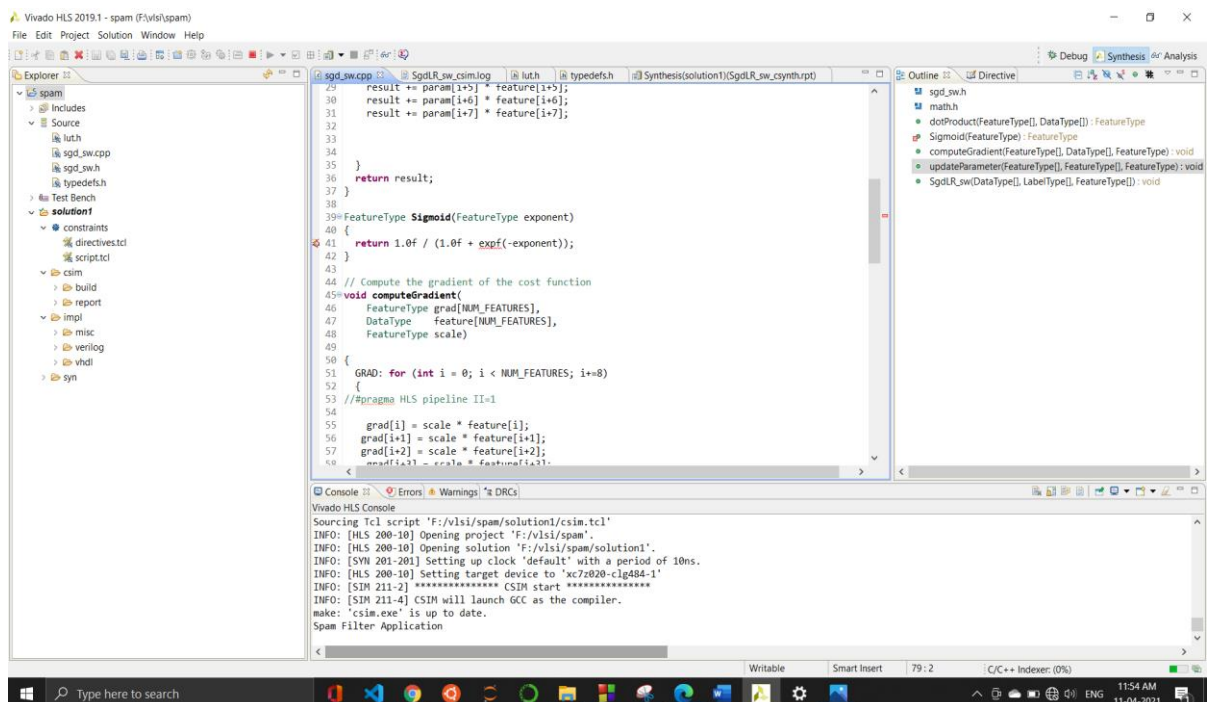 Vivado HLS 2019.1 - spam (F:\vlsi\spam)
File Edit Project Solution Window Help
Debug Synthesis Analysis
Explorer
spam
Includes
Source
lut.h
sgd_sw.cpp
sgd_sw.h
typedefs.h
Test Bench
solution1
constraints
directives.tcl
script.tcl
csim
build
report
impl
misc
verilog
vhdl
syn
sgd_sw.cpp SgdLR_sw_csim.log lut.h typedefs.h Synthesis(solution1)(SgdLR_sw_csynth.rpt)
29 result += param[i+5] * feature[i+5];
30 result += param[i+6] * feature[i+6];
31 result += param[i+7] * feature[i+7];
32
33
34
35 }
36 return result;
37 }
38
39 FeatureType Sigmoid(FeatureType exponent)
40 {
41 return 1.0f / (1.0f + expf(-exponent));
42 }
43
44 // Compute the gradient of the cost function
45 void computeGradient(
46 FeatureType grad[NUM_FEATURES],
47 DataType feature[NUM_FEATURES],
48 FeatureType scale)
49
50 {
51 GRAD: for (int i = 0; i < NUM_FEATURES; i+=8)
52 {
53 //#pragma HLS pipeline II=1
54
55 grad[i] = scale * feature[i];
56 grad[i+1] = scale * feature[i+1];
57 grad[i+2] = scale * feature[i+2];
58 grad[i+3] = scale * feature[i+3];
Outline Directive
sgd_sw.h
math.h
dotProduct(FeatureType[], DataType[]) : FeatureType
Sigmoid(FeatureType) : FeatureType
computeGradient(FeatureType[], DataType[], FeatureType) : void
updateParameter(FeatureType[], FeatureType[], FeatureType) : void
SgdLR_sw(DataType[], LabelType[], FeatureType[]) : void
Console Errors Warnings DRCs
Vivado HLS Console
Sourcing Tcl script 'F:/vlsi/spam/solution1/csim.tcl'
INFO: [HLS 200-10] Opening project 'F:/vlsi/spam'.
INFO: [HLS 200-10] Opening solution 'F:/vlsi/spam/solution1'.
INFO: [SYN 201-201] Setting up clock 'default' with a period of 10ns.
INFO: [HLS 200-10] Setting target device to 'xc7z020-clg484-1'
INFO: [SIM 211-2] *************** CSIM start ***************
INFO: [SIM 211-4] CSIM will launch GCC as the compiler.
make: 'csim.exe' is up to date.
Spam Filter Application
Writable Smart Insert 79 : 2 C/C++ Indexer: (0%)
Type here to search
ENG 11:54 AM
11-04-2021